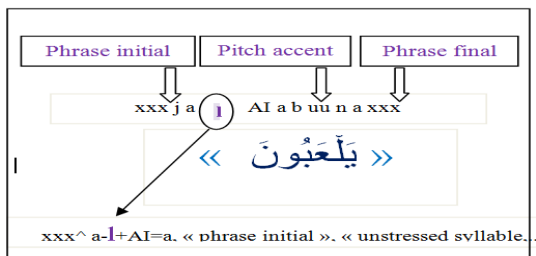 Phrase initial Pitch accent Phrase final
xxx j a l AI a b uu n a xxx
« يَلْعَبُونَ »
xxx^ a-l+AI=a, « phrase initial », « unstressed syllable...